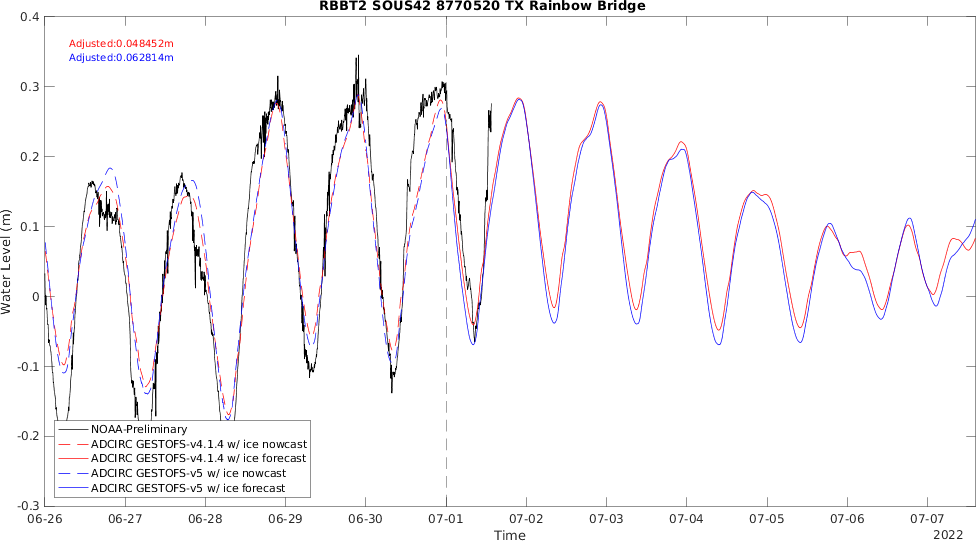 RBBT2 SOUS42 8770520 TX Rainbow Bridge
0.4
Adjusted:0.048452m
Adjusted:0.062814m
0.3
0.2
0.1
0
-0.1
-0.2
-0.3
Water Level (m)
NOAA-Preliminary
ADCIRC GESTOFS-v4.1.4 w/ ice nowcast
ADCIRC GESTOFS-v4.1.4 w/ ice forecast
ADCIRC GESTOFS-v5 w/ ice nowcast
ADCIRC GESTOFS-v5 w/ ice forecast
06-26 06-27 06-28 06-29 06-30 07-01 07-02 07-03 07-04 07-05 07-06 07-07
Time
2022